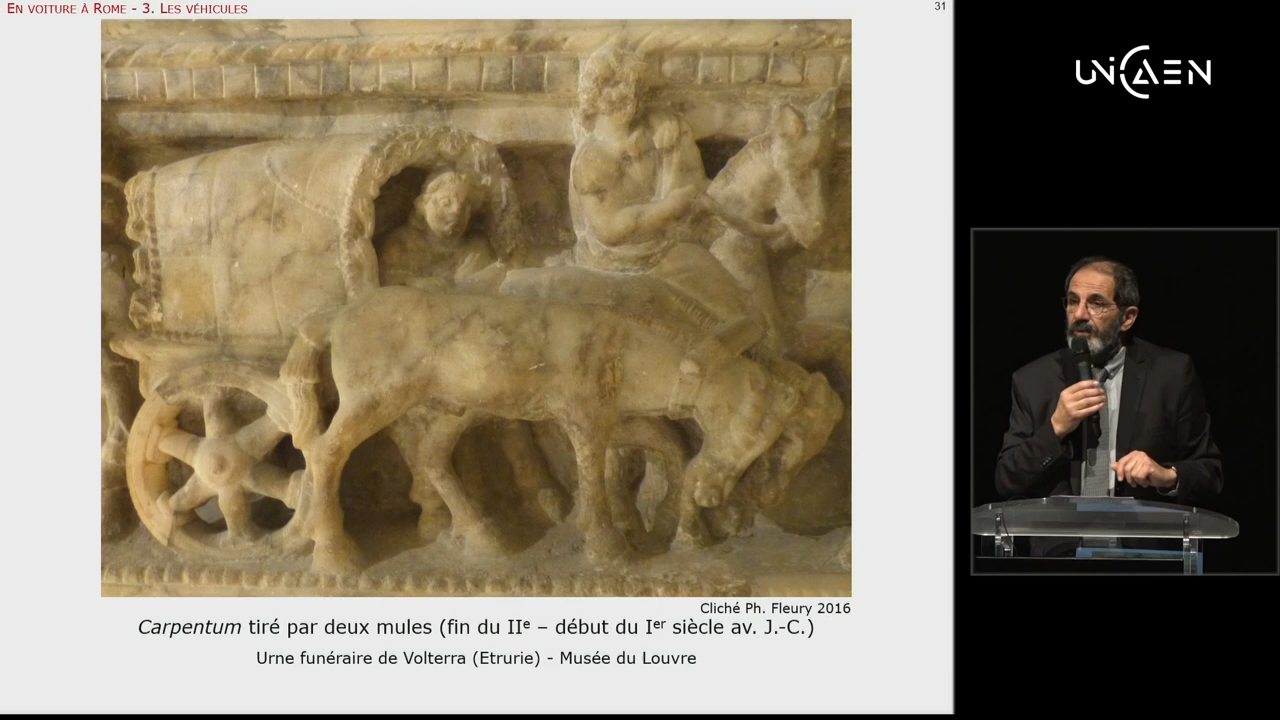 En voiture à Rome - 3. Les véhicules
31
UNICAEN
Cliché Ph. Fleury 2016
Carpentum tiré par deux mules (fin du IIe – début du Ier siècle av. J.-C.)
Urne funéraire de Volterra (Etrurie) - Musée du Louvre